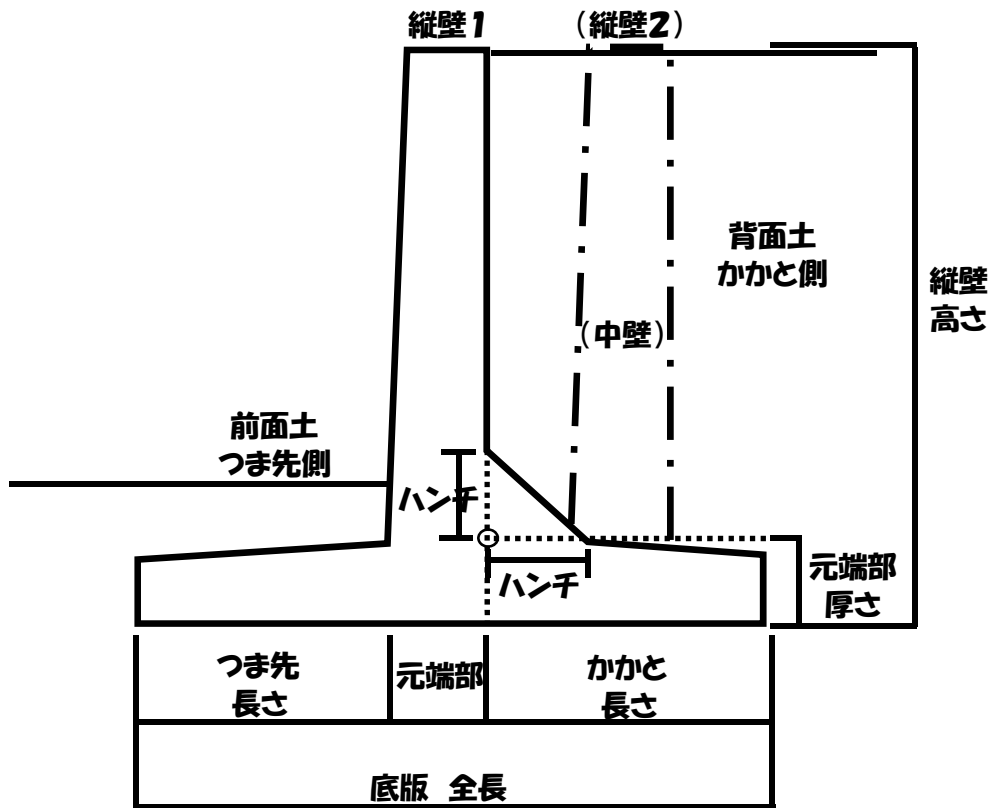 縦壁1
（縦壁2）
背面土
かかと側
縦壁
高さ
（中壁）
前面土
つま先側
ハンチ
ハンチ
元端部
厚さ
つま先
長さ
元端部
かかと
長さ
底版 全長